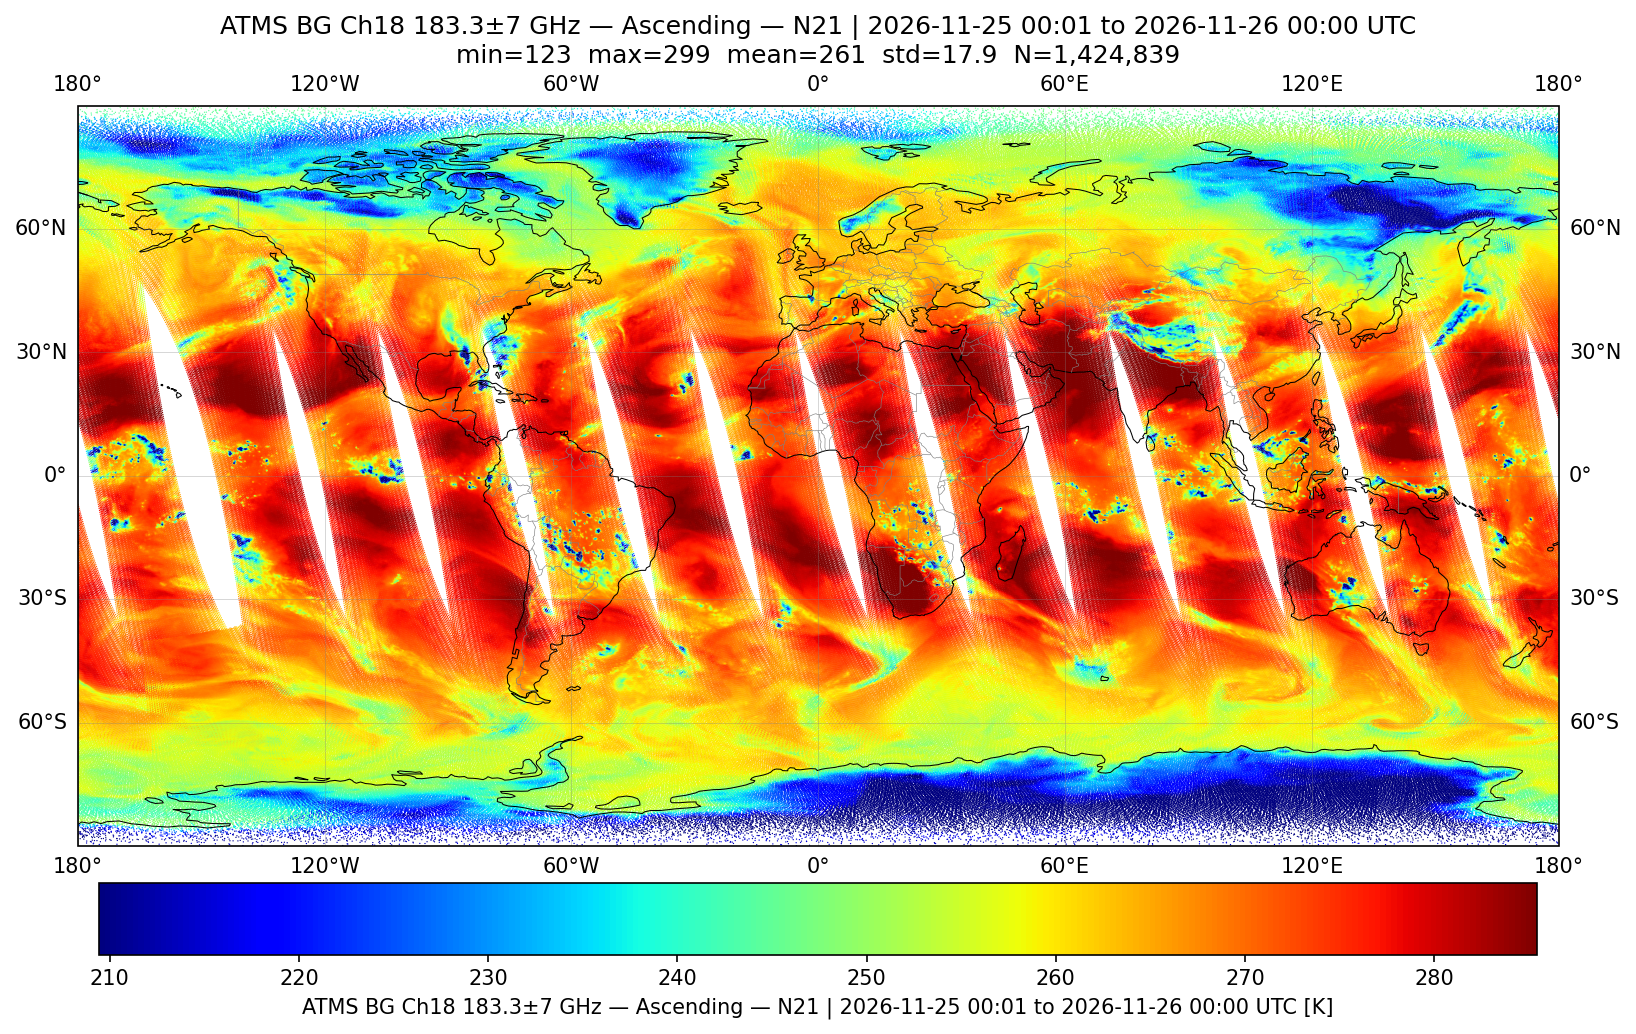 ATMS BG Ch18 183.3±7 GHz — Ascending — N21 | 2026-11-25 00:01 to 2026-11-26 00:00 UTC
min=123 max=299 mean=261 std=17.9 N=1,424,839
180° 120°W 60°W 0° 60°E 120°E 180°
60°N 60°N
30°N 30°N
0° 0°
30°S 30°S
60°S 60°S
180° 120°W 60°W 0° 60°E 120°E 180°
210 220 230 240 250 260 270 280
ATMS BG Ch18 183.3±7 GHz — Ascending — N21 | 2026-11-25 00:01 to 2026-11-26 00:00 UTC [K]